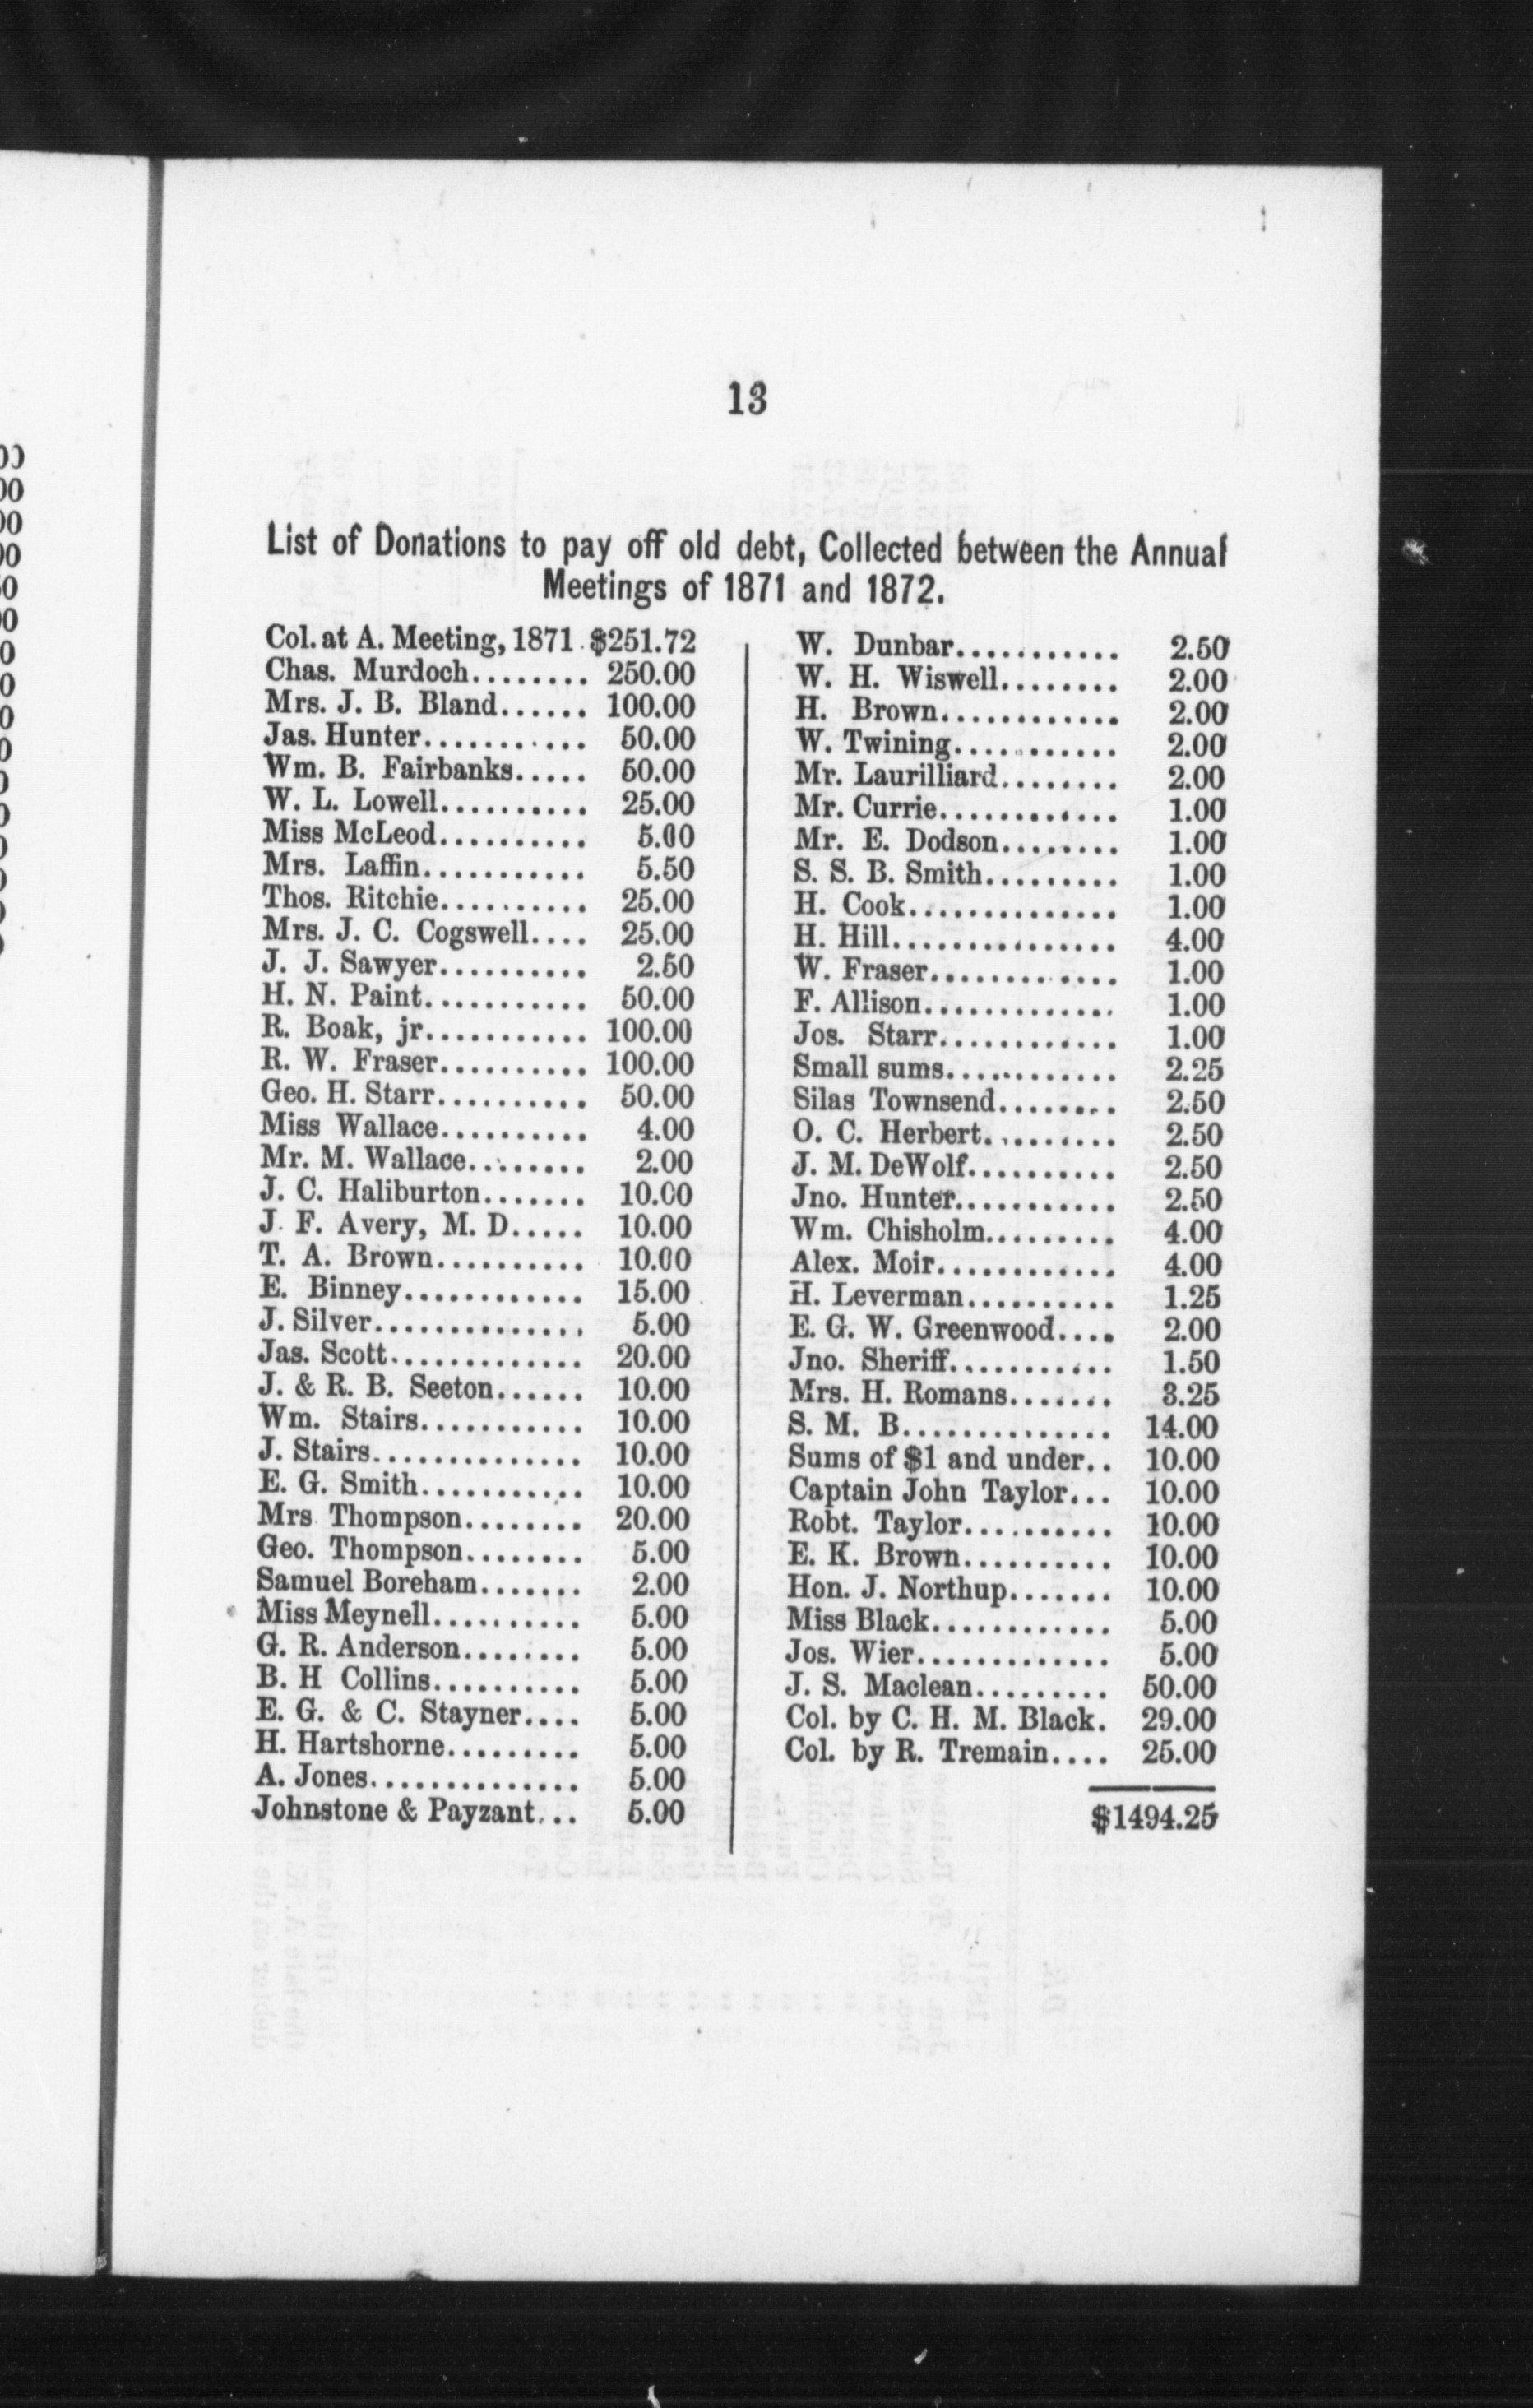 13
List of Donations to pay off old debt, Collected between the Annual
Meetings of 1871 and 1872.
Col. at A. Meeting, 1871. $251.72
Chas. Murdoch........ 250.00
Mrs. J. B. Bland...... 100.00
Jas. Hunter........... 50.00
Wm. B. Fairbanks..... 50.00
W. L. Lowell.......... 25.00
Miss McLeod.......... 5.00
Mrs. Laffin........... 5.50
Thos. Ritchie.......... 25.00
Mrs. J. C. Cogswell.... 25.00
J. J. Sawyer.......... 2.50
H. N. Paint........... 50.00
R. Boak, jr........... 100.00
R. W. Fraser.......... 100.00
Geo. H. Starr.......... 50.00
Miss Wallace.......... 4.00
Mr. M. Wallace........ 2.00
J. C. Haliburton....... 10.00
J. F. Avery, M. D..... 10.00
T. A. Brown.......... 10.00
E. Binney............ 15.00
J. Silver.............. 5.00
Jas. Scott............. 20.00
J. & R. B. Seeton...... 10.00
Wm. Stairs........... 10.00
J. Stairs.............. 10.00
E. G. Smith........... 10.00
Mrs Thompson........ 20.00
Geo. Thompson........ 5.00
Samuel Boreham....... 2.00
Miss Meynell.......... 5.00
G. R. Anderson........ 5.00
B. H Collins.......... 5.00
E. G. & C. Stayner.... 5.00
H. Hartshorne......... 5.00
A. Jones.............. 5.00
Johnstone & Payzant... 5.00
W. Dunbar........... 2.50
W. H. Wiswell........ 2.00
H. Brown............ 2.00
W. Twining........... 2.00
Mr. Laurilliard........ 2.00
Mr. Currie............ 1.00
Mr. E. Dodson........ 1.00
S. S. B. Smith......... 1.00
H. Cook.............. 1.00
H. Hill............... 4.00
W. Fraser............ 1.00
F. Allison............. 1.00
Jos. Starr............ 1.00
Small sums............ 2.25
Silas Townsend........ 2.50
O. C. Herbert......... 2.50
J. M. DeWolf.......... 2.50
Jno. Hunter........... 2.50
Wm. Chisholm......... 4.00
Alex. Moir............ 4.00
H. Leverman.......... 1.25
E. G. W. Greenwood.... 2.00
Jno. Sheriff........... 1.50
Mrs. H. Romans....... 3.25
S. M. B.............. 14.00
Sums of $1 and under.. 10.00
Captain John Taylor... 10.00
Robt. Taylor.......... 10.00
E. K. Brown.......... 10.00
Hon. J. Northup....... 10.00
Miss Black............ 5.00
Jos. Wier............. 5.00
J. S. Maclean......... 50.00
Col. by C. H. M. Black. 29.00
Col. by R. Tremain.... 25.00
$1494.25